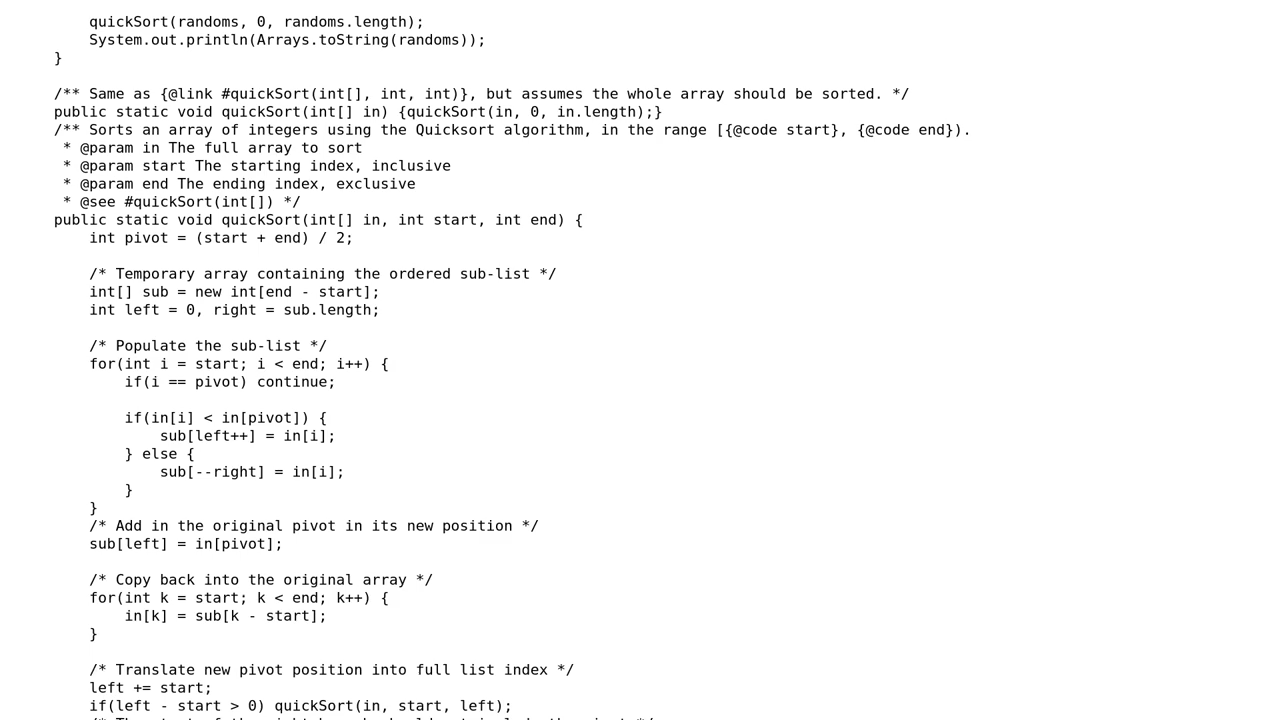 quickSort(randoms, 0, randoms.length);
System.out.println(Arrays.toString(randoms));
}
/** Same as {@link #quickSort(int[], int, int)}, but assumes the whole array should be sorted. */
public static void quickSort(int[] in) {quickSort(in, 0, in.length);}
/** Sorts an array of integers using the Quicksort algorithm, in the range [{@code start}, {@code end}).
* @param in The full array to sort
* @param start The starting index, inclusive
* @param end The ending index, exclusive
* @see #quickSort(int[]) */
public static void quickSort(int[] in, int start, int end) {
int pivot = (start + end) / 2;
/* Temporary array containing the ordered sub-list */
int[] sub = new int[end - start];
int left = 0, right = sub.length;
/* Populate the sub-list */
for(int i = start; i < end; i++) {
if(i == pivot) continue;
if(in[i] < in[pivot]) {
sub[left++] = in[i];
} else {
sub[--right] = in[i];
}
}
/* Add in the original pivot in its new position */
sub[left] = in[pivot];
/* Copy back into the original array */
for(int k = start; k < end; k++) {
in[k] = sub[k - start];
}
/* Translate new pivot position into full list index */
left += start;
if(left - start > 0) quickSort(in, start, left);